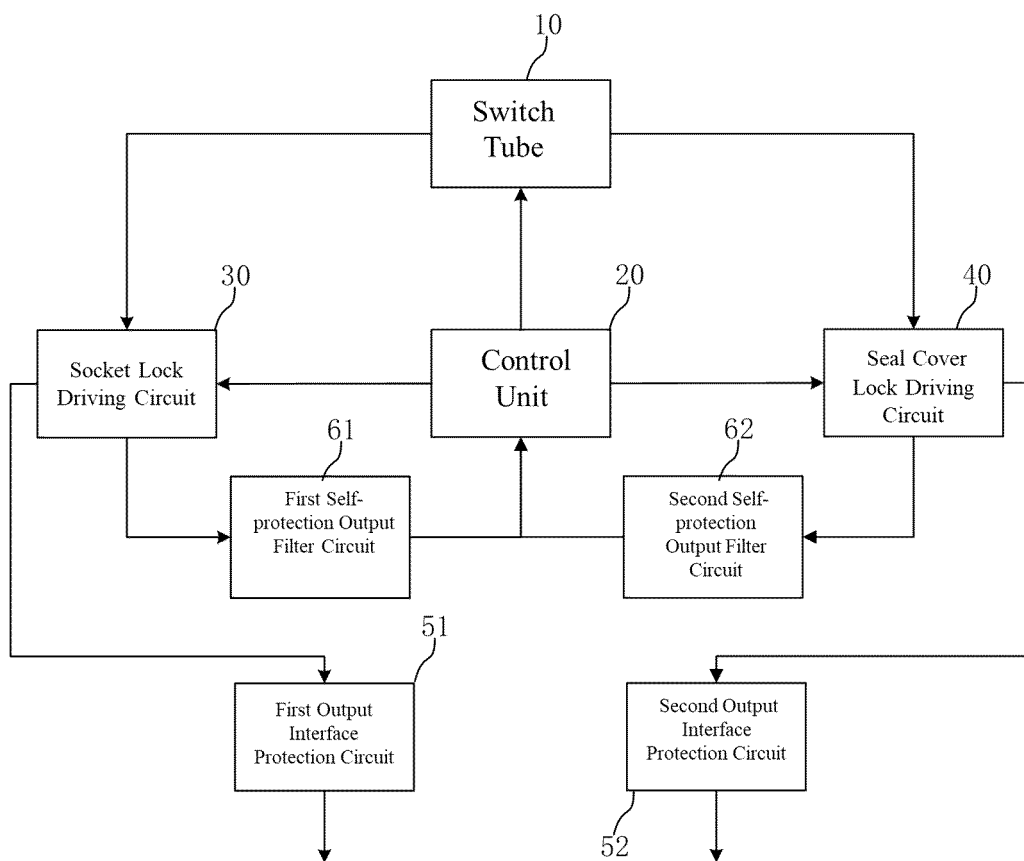 10
Switch
Tube
30
20
40
Socket Lock
Driving Circuit
Control
Unit
Seal Cover
Lock Driving
Circuit
61
62
First Self-
protection Output
Filter Circuit
Second Self-
protection
Output Filter
Circuit
51
First Output
Interface
Protection Circuit
Second Output
Interface
Protection Circuit
52